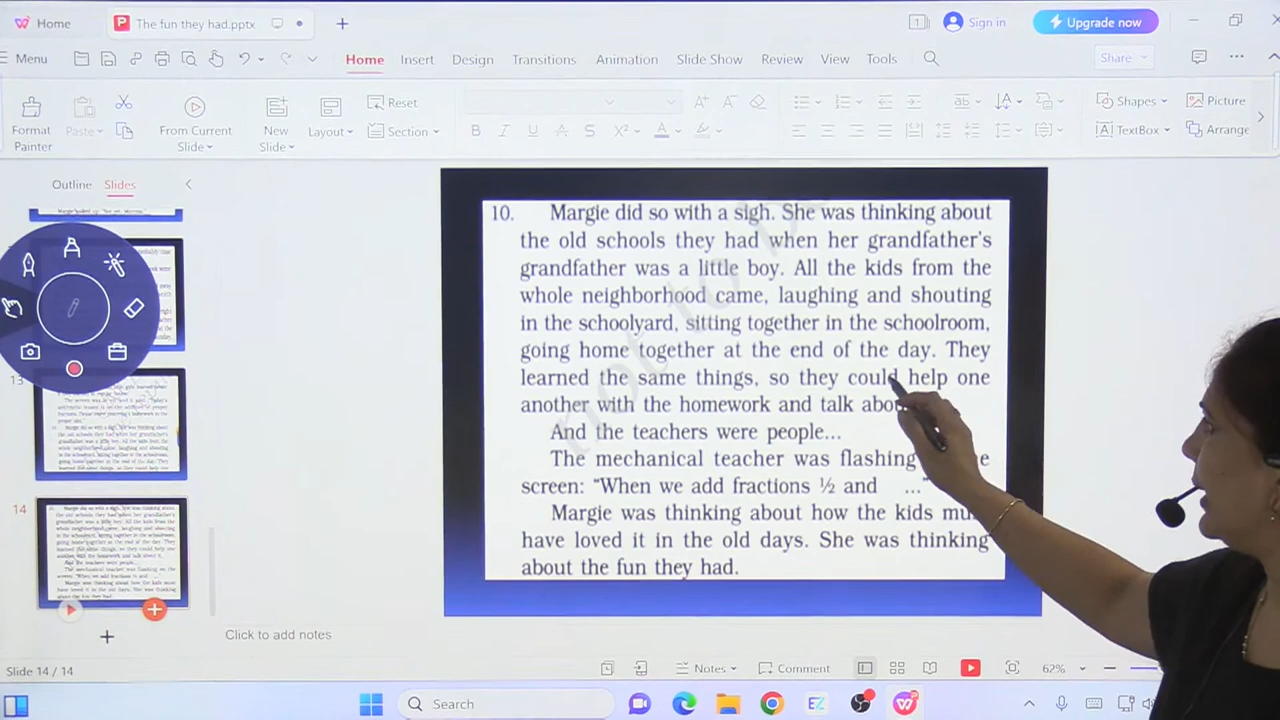 Home
The fun they had.pptx
1
Sign in
Upgrade now
Menu
Home
Insert
Design
Transitions
Animation
Slide Show
Review
View
Tools
Share
Format Painter
Paste
From Current Slide
New Slide
Layout
Reset
Section
Shapes
Picture
TextBox
Arrange
Outline
Slides
13
14
10. Margie did so with a sigh. She was thinking about
the old schools they had when her grandfather's
grandfather was a little boy. All the kids from the
whole neighborhood came, laughing and shouting
in the schoolyard, sitting together in the schoolroom,
going home together at the end of the day. They
learned the same things, so they could help one
another with the homework and talk
And the teachers were people...
The mechanical teacher was flashing
screen: "When we add fractions ½ and ..."
Margie was thinking about how the kids
have loved it in the old days. She was thinking
about the fun they had.
Click to add notes
Slide 14 / 14
Notes
Comment
62%
Search